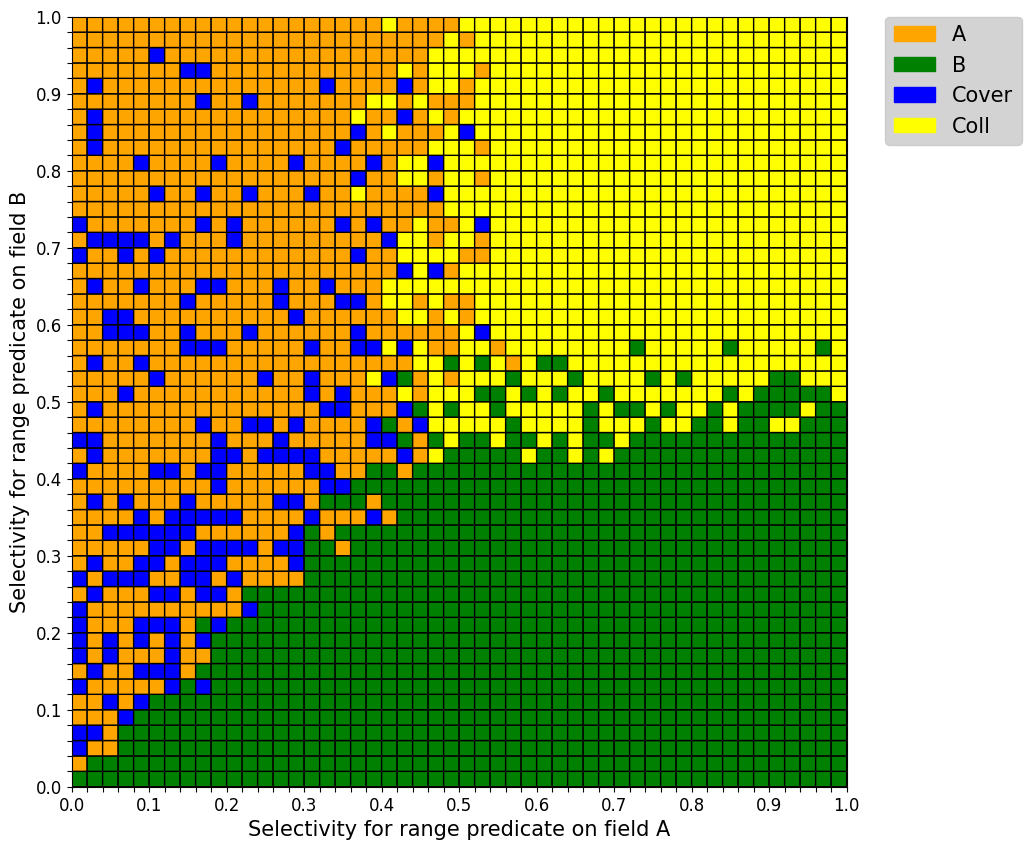 1.0
0.9
0.8
0.7
0.6
0.5
0.4
0.3
0.2
0.1
0.0
Selectivity for range predicate on field B
0.0 0.1 0.2 0.3 0.4 0.5 0.6 0.7 0.8 0.9 1.0
Selectivity for range predicate on field A
A
B
Cover
Coll